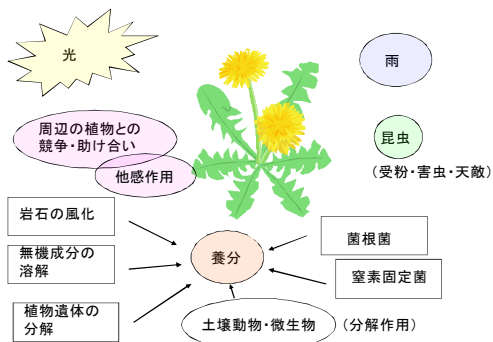 光
雨
周辺の植物との
競争・助け合い
他感作用
昆虫
(受粉・害虫・天敵)
岩石の風化
無機成分の
溶解
植物遺体の
分解
養分
菌根菌
窒素固定菌
土壌動物・微生物
(分解作用)